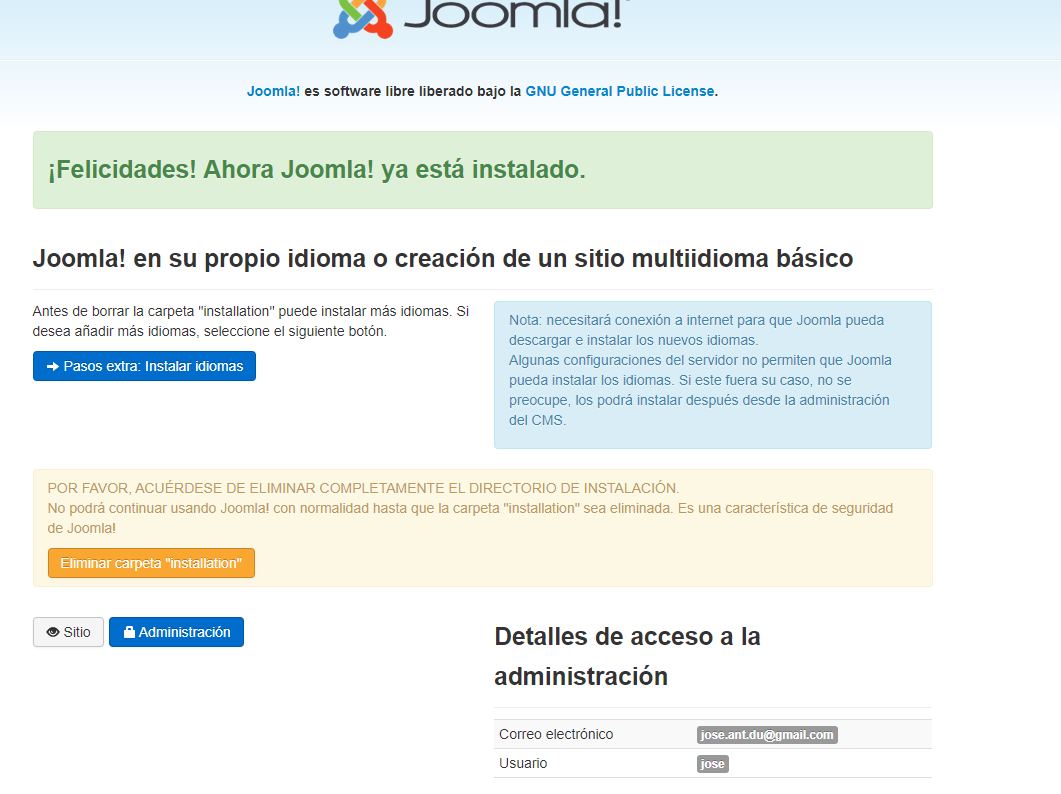 Joomla!
Joomla! es software libre liberado bajo la GNU General Public License.
¡Felicidades! Ahora Joomla! ya está instalado.
Joomla! en su propio idioma o creación de un sitio multiidioma básico
Antes de borrar la carpeta "installation" puede instalar más idiomas. Si
desea añadir más idiomas, seleccione el siguiente botón.
Pasos extra: Instalar idiomas
Nota: necesitará conexión a internet para que Joomla pueda
descargar e instalar los nuevos idiomas.
Algunas configuraciones del servidor no permiten que Joomla
pueda instalar los idiomas. Si este fuera su caso, no se
preocupe, los podrá instalar después desde la administración
del CMS.
POR FAVOR, ACUÉRDESE DE ELIMINAR COMPLETAMENTE EL DIRECTORIO DE INSTALACIÓN.
No podrá continuar usando Joomla! con normalidad hasta que la carpeta "installation" sea eliminada. Es una característica de seguridad
de Joomla!
Eliminar carpeta "installation"
Sitio
Administración
Detalles de acceso a la
administración
Correo electrónico jose.ant.du@gmail.com
Usuario jose